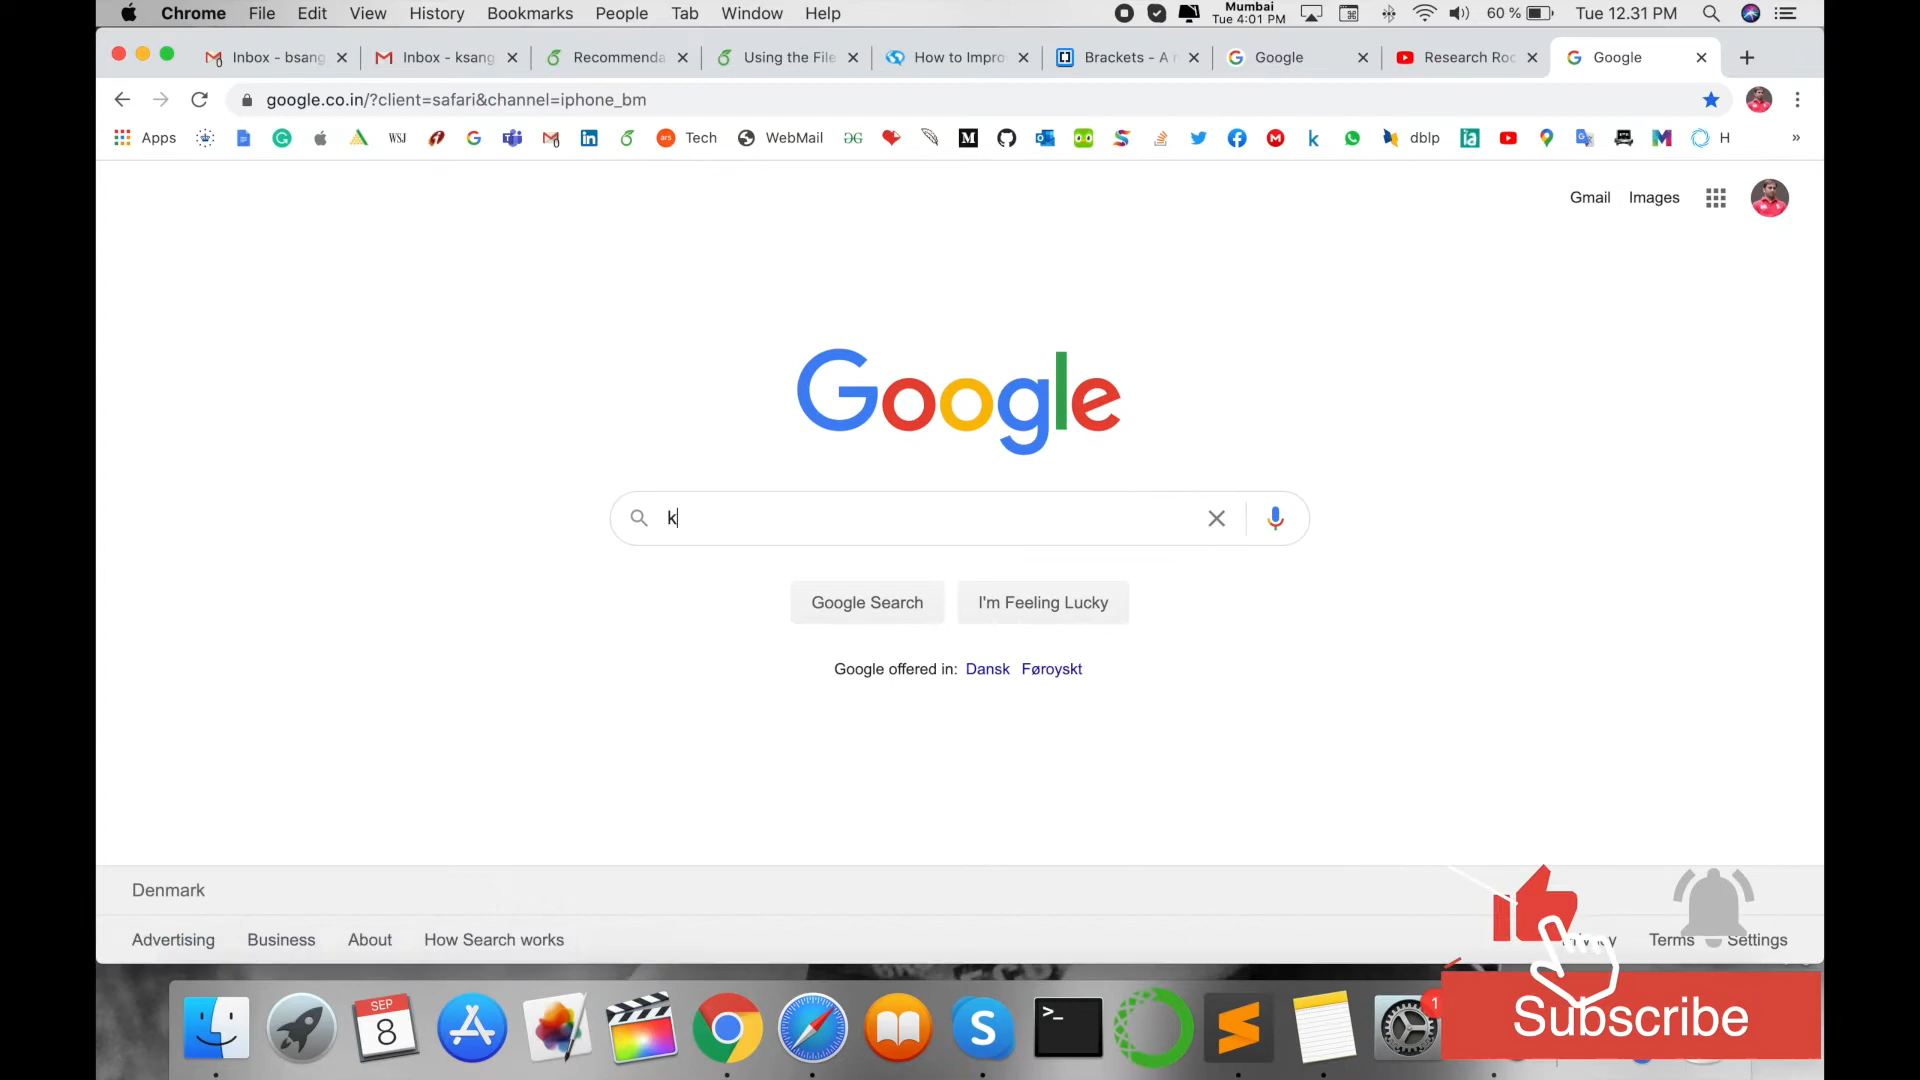 Chrome File Edit View History Bookmarks People Tab Window Help
Mumbai
Tue 4:01 PM
60 % Tue 12.31 PM
Inbox - bsang Inbox - ksang Recommenda Using the File How to Impro Brackets - A Google Research Roo Google
google.co.in/?client=safari&channel=iphone_bm
Apps WSJ Tech WebMail dblp H
Gmail Images
Google
k
Google Search I'm Feeling Lucky
Google offered in: Dansk Føroyskt
Denmark
Advertising Business About How Search works Terms Settings
SEP
8
1
Subscribe